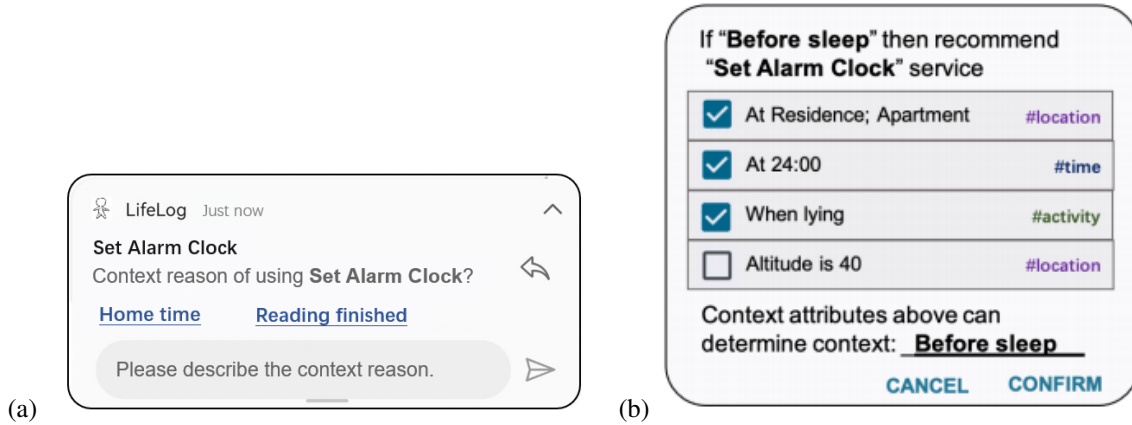 LifeLog Just now
Set Alarm Clock
Context reason of using Set Alarm Clock?
Home time Reading finished
Please describe the context reason.
(a)
If “Before sleep” then recommend
“Set Alarm Clock” service
At Residence; Apartment #location
At 24:00 #time
When lying #activity
Altitude is 40 #location
Context attributes above can
determine context: Before sleep
CANCEL CONFIRM
(b)